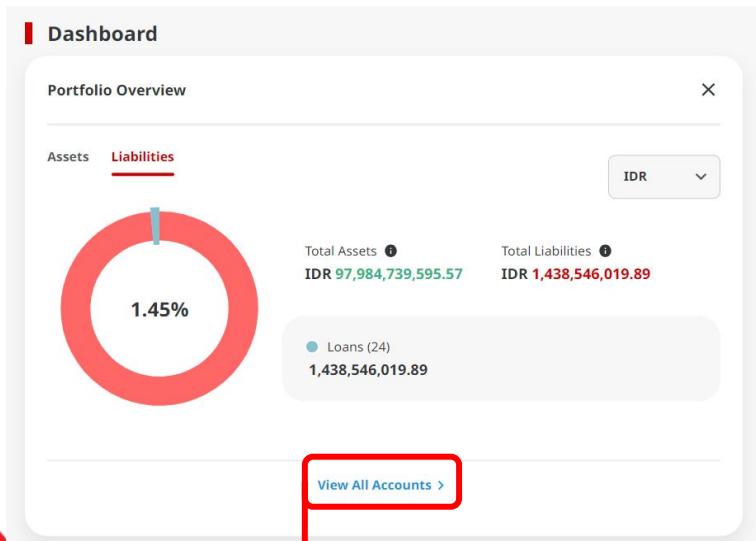 Dashboard
Portfolio Overview
Assets Liabilities
IDR
Total Assets Total Liabilities
IDR 97,984,739,595.57 IDR 1,438,546,019.89
1.45%
Loans (24)
1,438,546,019.89
View All Accounts >